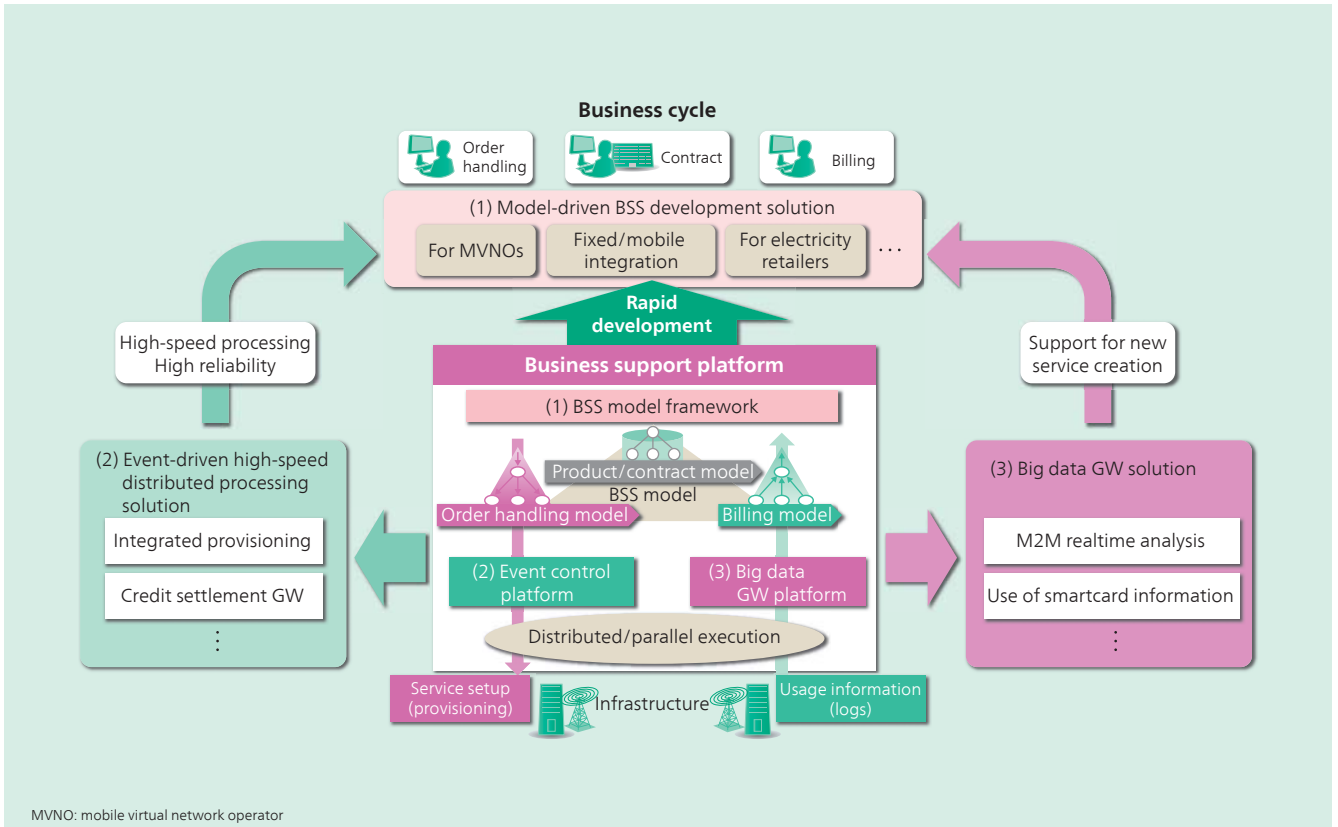 Business cycle
Order
handling
Contract
Billing
(1) Model-driven BSS development solution
For MVNOs
Fixed/mobile
integration
For electricity
retailers
...
Rapid
development
High-speed processing
High reliability
Support for new
service creation
Business support platform
(1) BSS model framework
Product/contract model
BSS model
Order handling model
Billing model
(2) Event-driven high-speed
distributed processing
solution
Integrated provisioning
Credit settlement GW
⋮
(2) Event control
platform
(3) Big data
GW platform
Distributed/parallel execution
(3) Big data GW solution
M2M realtime analysis
Use of smartcard information
⋮
Service setup
(provisioning)
Infrastructure
Usage information
(logs)
MVNO: mobile virtual network operator